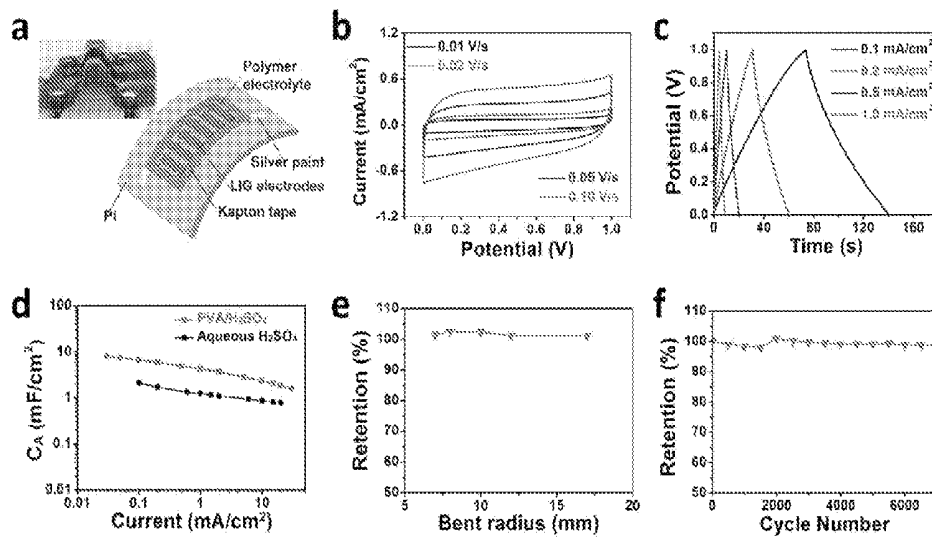 a
Polymer
electrolyte
Silver paint
LIG electrodes
Kapton tape
PI
b
Current (mA/cm²)
1.2
0.6
0.0
-0.6
-1.2
0.01 V/s
0.02 V/s
0.05 V/s
0.10 V/s
0.0 0.2 0.4 0.6 0.8 1.0
Potential (V)
c
Potential (V)
1.0
0.8
0.6
0.4
0.2
0.0
0.1 mA/cm²
0.2 mA/cm²
0.5 mA/cm²
1.0 mA/cm²
0 40 80 120 160
Time (s)
d
C_A (mF/cm²)
100
10
1
0.1
0.01
PVA/H₂SO₄
Aqueous H₂SO₄
0.01 0.1 1 10
Current (mA/cm²)
e
Retention (%)
110
100
90
80
70
60
50
5 10 15 20
Bent radius (mm)
f
Retention (%)
110
100
90
80
70
60
50
0 2000 4000 6000
Cycle Number